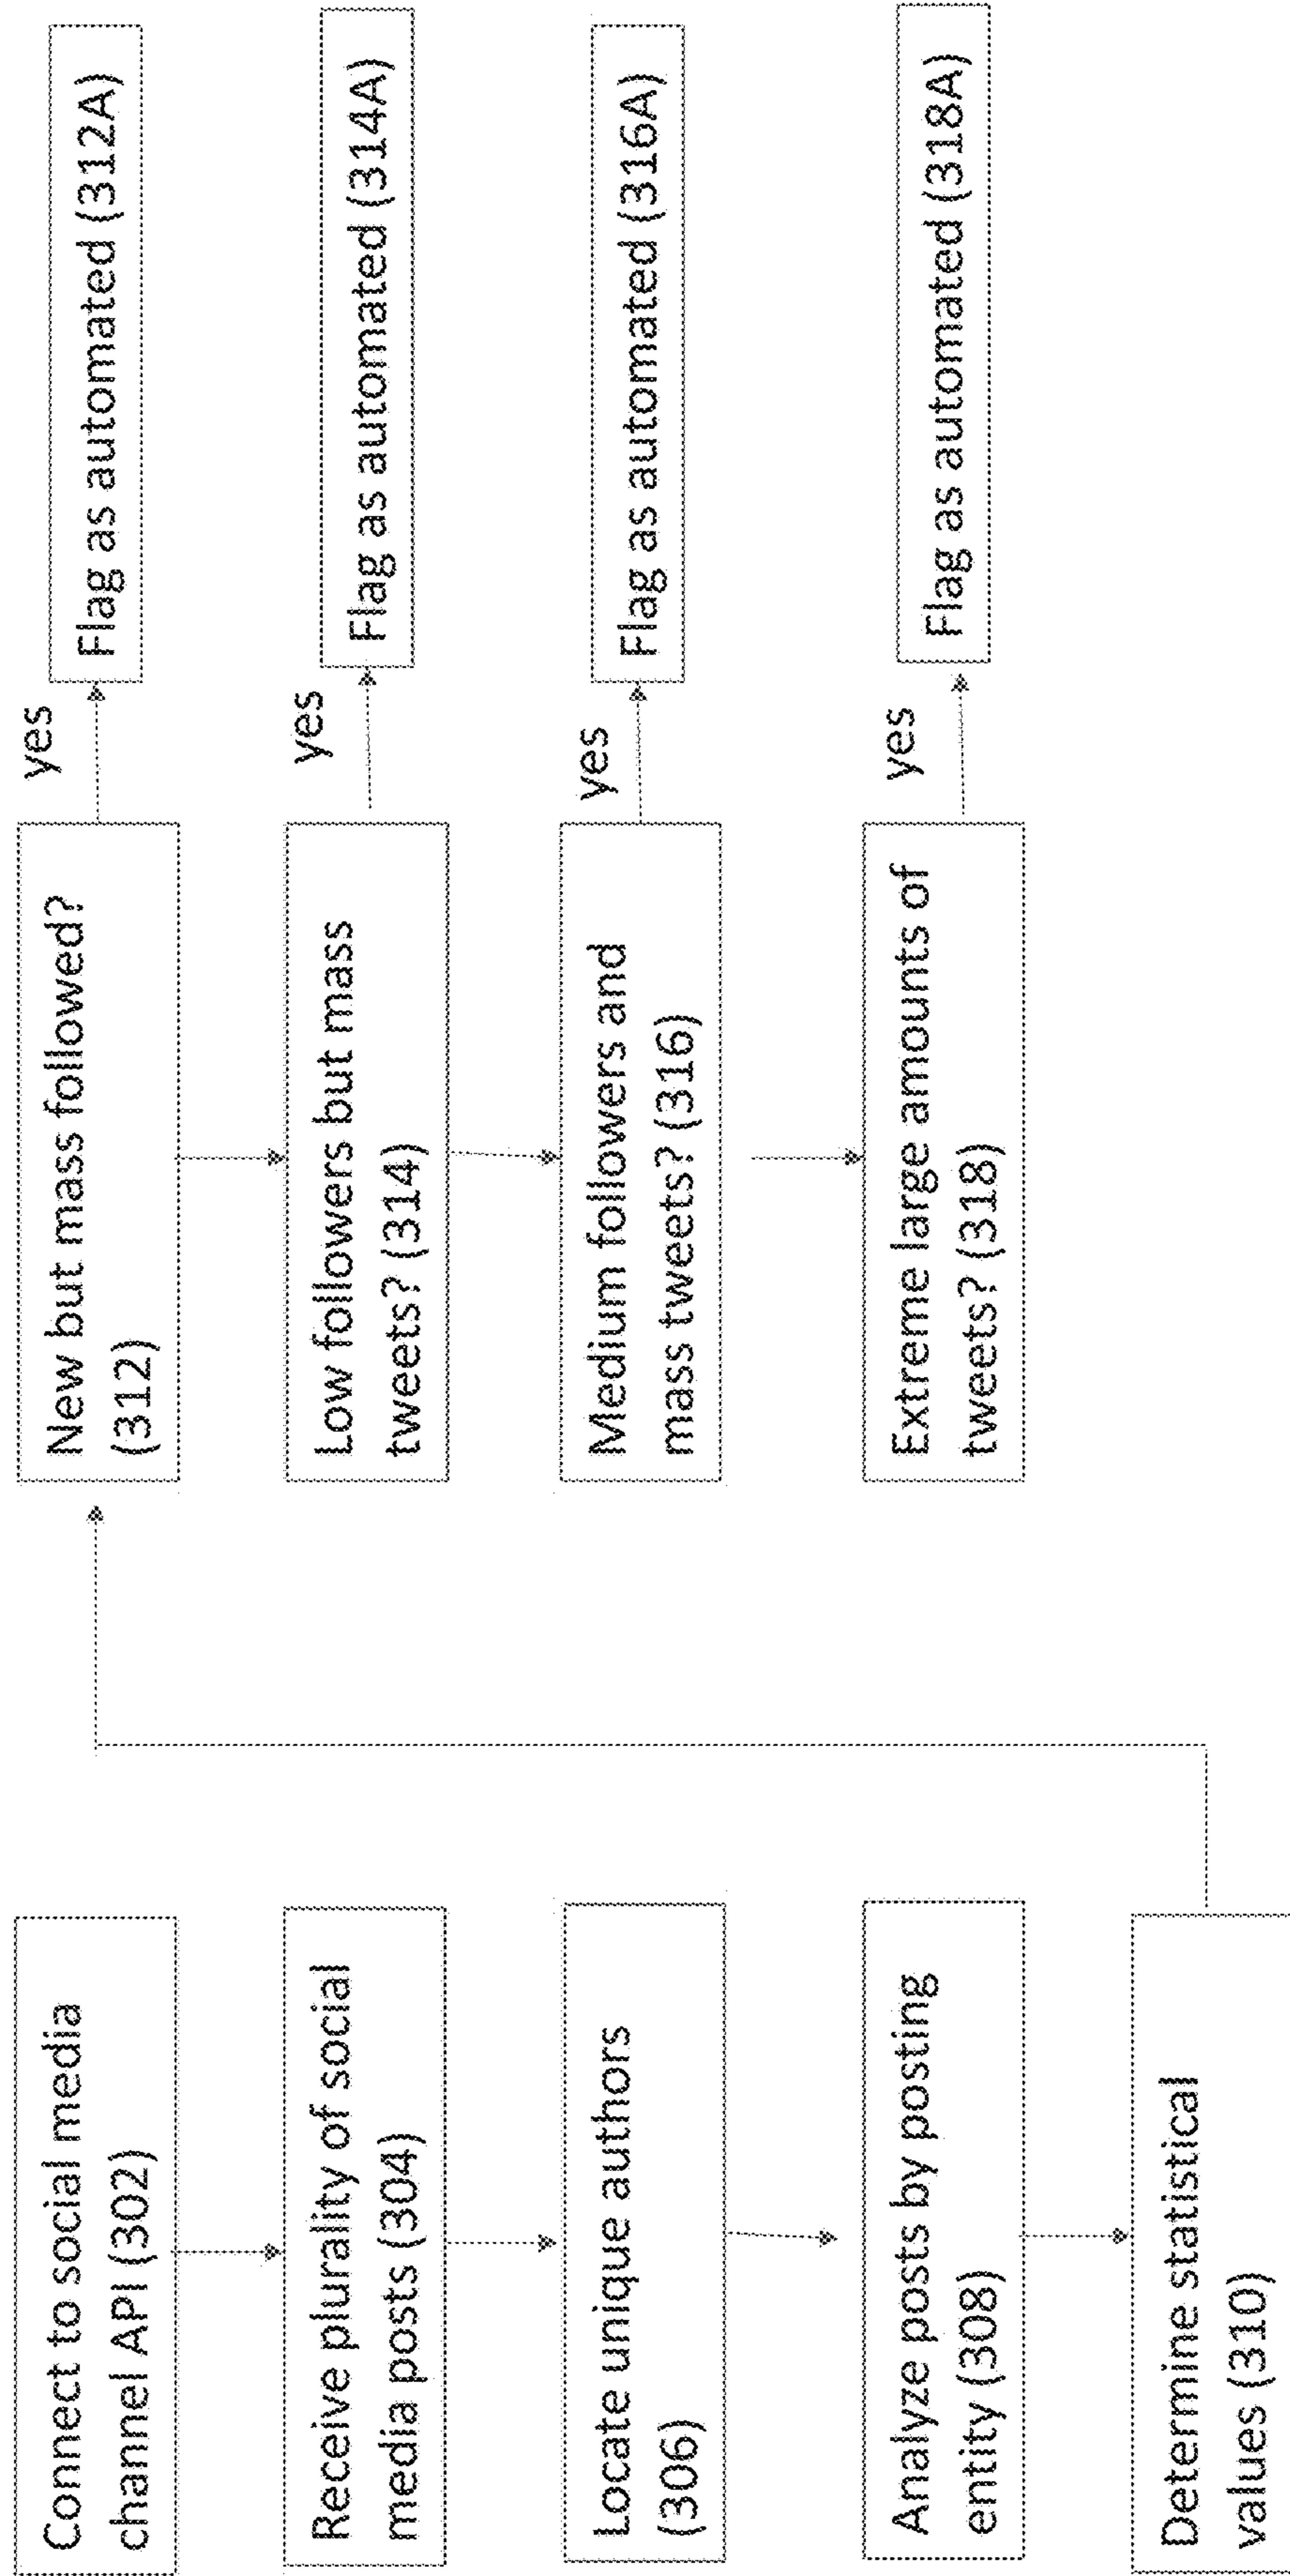 Connect to social media
channel API (302)
Receive plurality of social
media posts (304)
Locate unique authors
(306)
Analyze posts by posting
entity (308)
Determine statistical
values (310)
New but mass followed?
(312)
yes
Flag as automated (312A)
Low followers but mass
tweets? (314)
yes
Flag as automated (314A)
Medium followers and
mass tweets? (316)
yes
Flag as automated (316A)
Extreme large amounts of
tweets? (318)
yes
Flag as automated (318A)